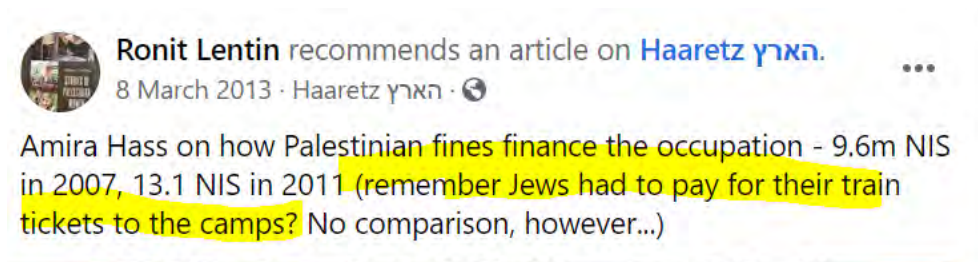 Ronit Lentin recommends an article on Haaretz הארץ.
8 March 2013 · Haaretz הארץ ·
Amira Hass on how Palestinian fines finance the occupation - 9.6m NIS
in 2007, 13.1 NIS in 2011 (remember Jews had to pay for their train
tickets to the camps? No comparison, however...)